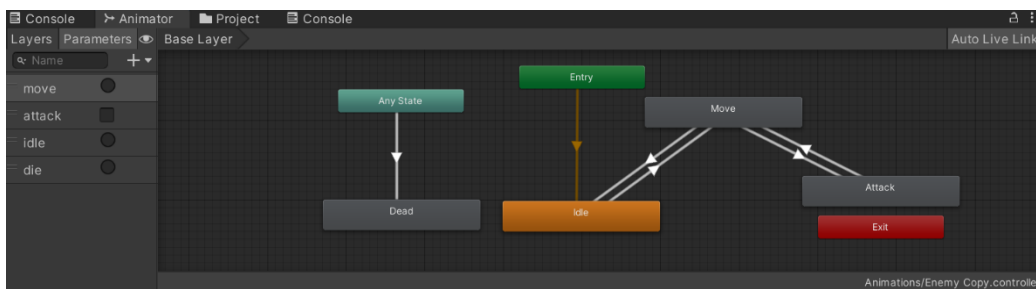 Console Animator Project Console
Layers Parameters Base Layer Auto Live Link
Name
move
attack
idle
die
Entry
Any State
Move
Attack
Dead
Idle
Exit
Animations/Enemy Copy.controlle